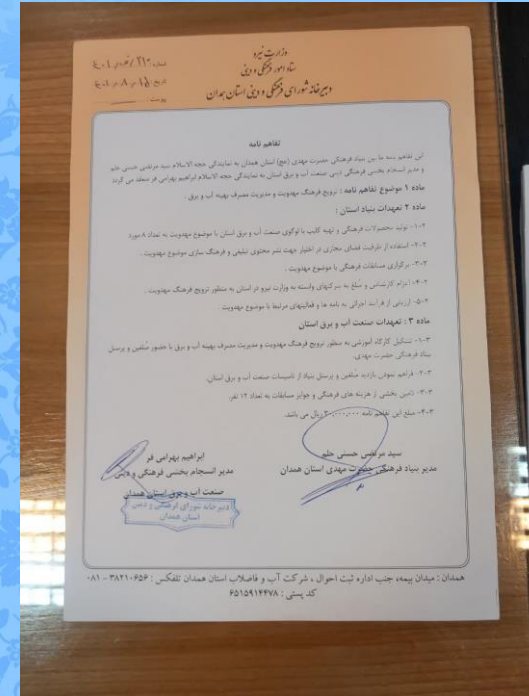 وزارت نیرو
ستاد امور فرهنگی و دینی
دبیرخانه شورای فرهنگی و دینی استان همدان
تفاهم نامه
این تفاهم نامه ما بین بنیاد فرهنگی حضرت مهدی (عج) استان همدان به نمایندگی حجه الاسلام سید مرتضی حسنی حلم
و مدیر انسجام بخشی فرهنگی دینی صنعت آب و برق استان به نمایندگی حجه الاسلام ابراهیم بهرامی فر منعقد می گردد
ماده 1 موضوع تفاهم نامه : ترویج فرهنگ مهدویت و مدیریت مصرف بهینه آب و برق .
ماده ۲ تعهدات بنیاد استان :
۱-۲- تولید محصولات فرهنگی و تهیه کلیپ با لوگوی صنعت آب و برق استان با موضوع مهدویت به تعداد ۸ مورد
۲-۲- استفاده از ظرفیت فضای مجازی در اختیار جهت نشر محتوی تبلیغی و فرهنگ سازی موضوع مهدویت .
۳-۲- برگزاری مسابقات فرهنگی با موضوع مهدویت .
۴-۲- اعزام کارشناس و مبلغ به شرکتهای وابسته به وزارت نیرو در استان به منظور ترویج فرهنگ مهدویت .
۵-۲- ارزیابی از فرآیند اجرائی به نامه ها و فعالیتهای مرتبط با موضوع مهدویت .
ماده ۳ : تعهدات صنعت آب و برق استان
۱-۳- تشکیل کارگاه آموزشی به منظور ترویج فرهنگ مهدویت و مدیریت مصرف بهینه آب و برق با حضور مبلغین و پرسنل
بنیاد فرهنگی حضرت مهدی.
۲-۳- فراهم نمودن بازدید مبلغین و پرسنل بنیاد از تاسیسات صنعت آب و برق استان.
۳-۳- تامین بخشی از هزینه های فرهنگی و جوایز مسابقات به تعداد ۱۲ نفر.
۴-۳- مبلغ این تفاهم نامه ریال می باشد.
سید مرتضی حسنی حلم
مدیر بنیاد فرهنگی حضرت مهدی استان همدان
ابراهیم بهرامی فر
مدیر انسجام بخشی فرهنگی و دینی
صنعت آب و برق استان همدان
دبیرخانه شورای فرهنگی و دینی
استان همدان
همدان : میدان بیمه، جنب اداره ثبت احوال ، شرکت آب و فاضلاب استان همدان تلفکس : ۳۸۲۱۰۶۵۶ - ۰۸۱
کد پستی : ۶۵۱۵۹۱۴۴۷۸